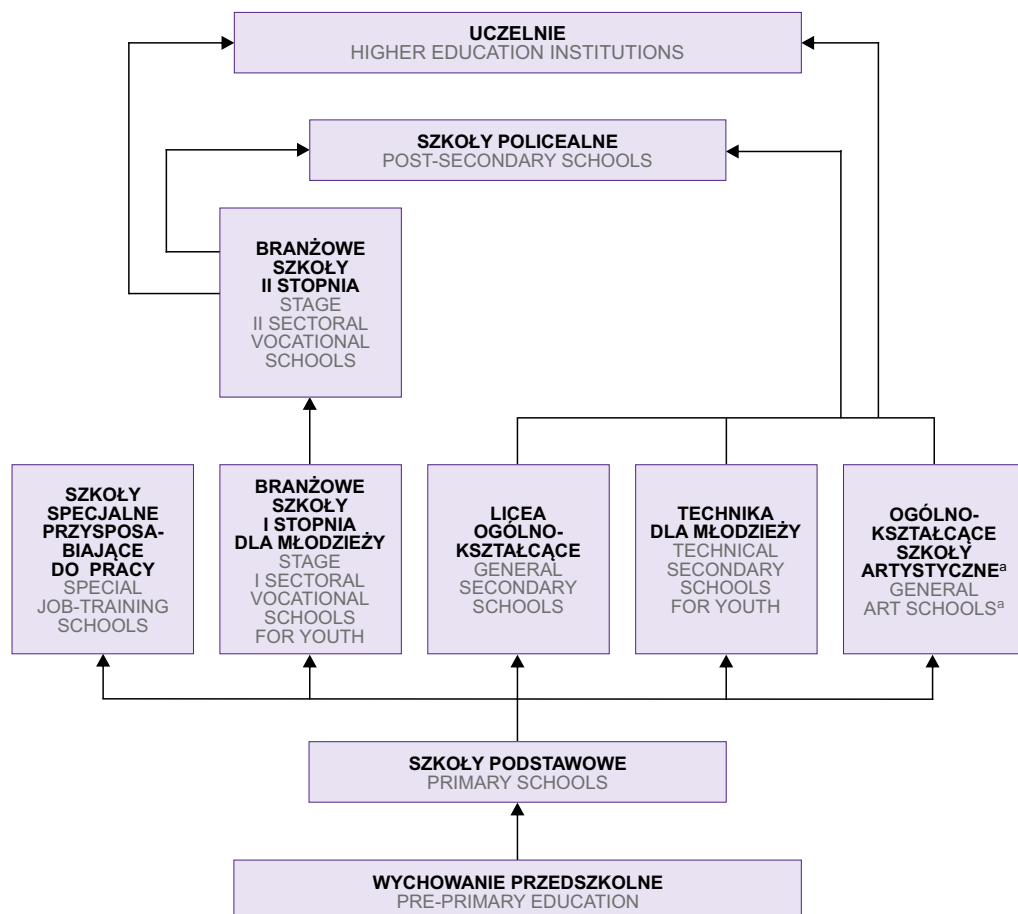 UCZELNIE
HIGHER EDUCATION INSTITUTIONS
SZKOŁY POLICEALNE
POST-SECONDARY SCHOOLS
BRANŻOWE
SZKOŁY
II STOPNIA
STAGE
II SECTORAL
VOCATIONAL
SCHOOLS
SZKOŁY
SPECJALNE
PRZYSPOSA-
BIAJĄCE
DO PRACY
SPECIAL
JOB-TRAINING
SCHOOLS
BRANŻOWE
SZKOŁY
I STOPNIA
DLA MŁODZIEŻY
STAGE
I SECTORAL
VOCATIONAL
SCHOOLS
FOR YOUTH
LICEA
OGÓLNO-
KSZTAŁCĄCE
GENERAL
SECONDARY
SCHOOLS
TECHNIKA
DLA MŁODZIEŻY
TECHNICAL
SECONDARY
SCHOOLS
FOR YOUTH
OGÓLNO-
KSZTAŁCĄCE
SZKOŁY
ARTYSTYCZNEᵃ
GENERAL
ART SCHOOLSᵃ
SZKOŁY PODSTAWOWE
PRIMARY SCHOOLS
WYCHOWANIE PRZEDSZKOLNE
PRE-PRIMARY EDUCATION